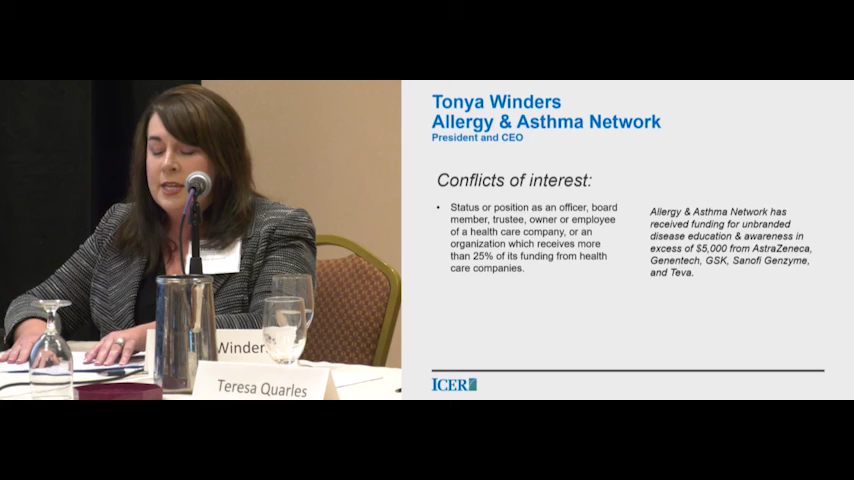 Winder
Teresa Quarles
Tonya Winders
Allergy & Asthma Network
President and CEO
Conflicts of interest:
• Status or position as an officer, board
member, trustee, owner or employee
of a health care company, or an
organization which receives more
than 25% of its funding from health
care companies.
Allergy & Asthma Network has
received funding for unbranded
disease education & awareness in
excess of $5,000 from AstraZeneca,
Genentech, GSK, Sanofi Genzyme,
and Teva.
ICER